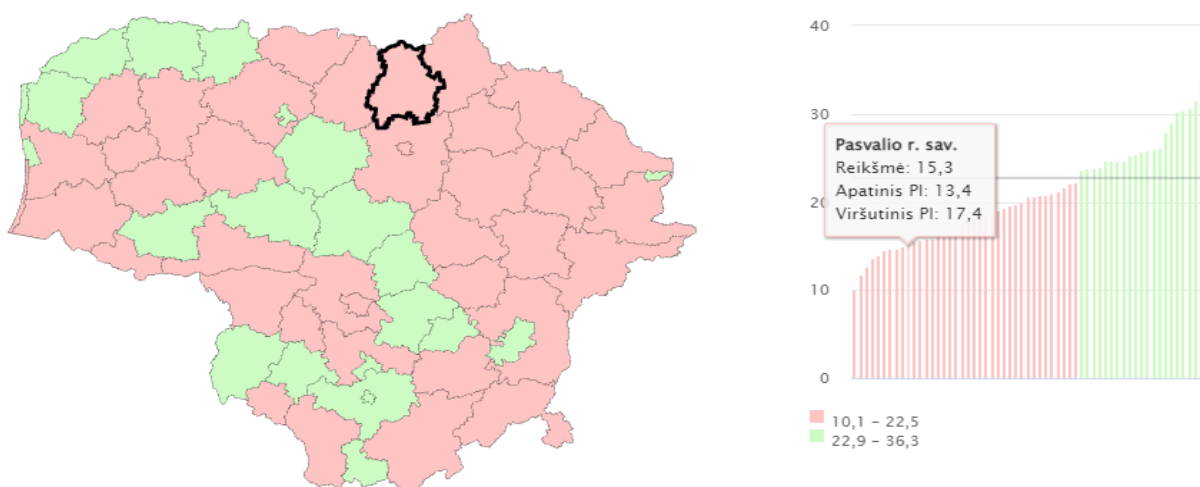 40
30
Pasvalio r. sav.
Reikšmė: 15,3
Apatinis PI: 13,4
Viršutinis PI: 17,4
20
10
0
10,1 – 22,5
22,9 – 36,3